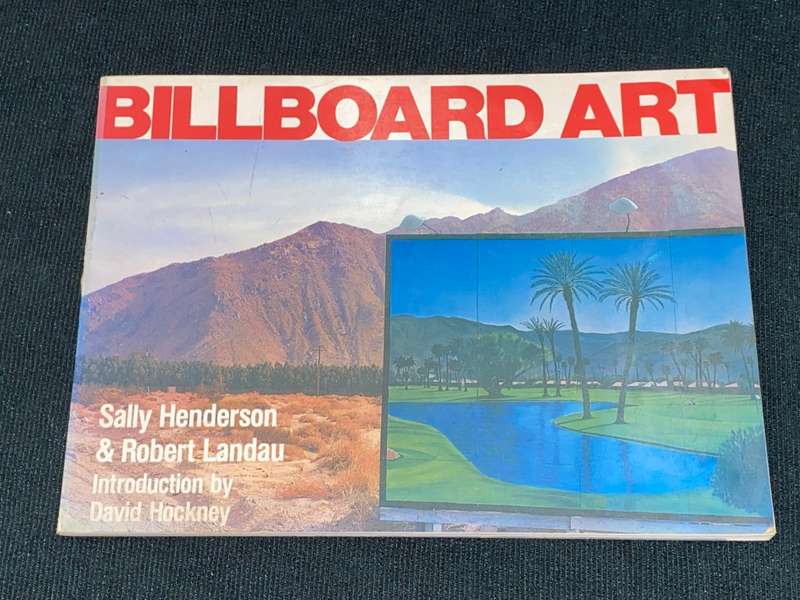 BILLBOARD ART
Sally Henderson
& Robert Landau
Introduction by
David Hockney